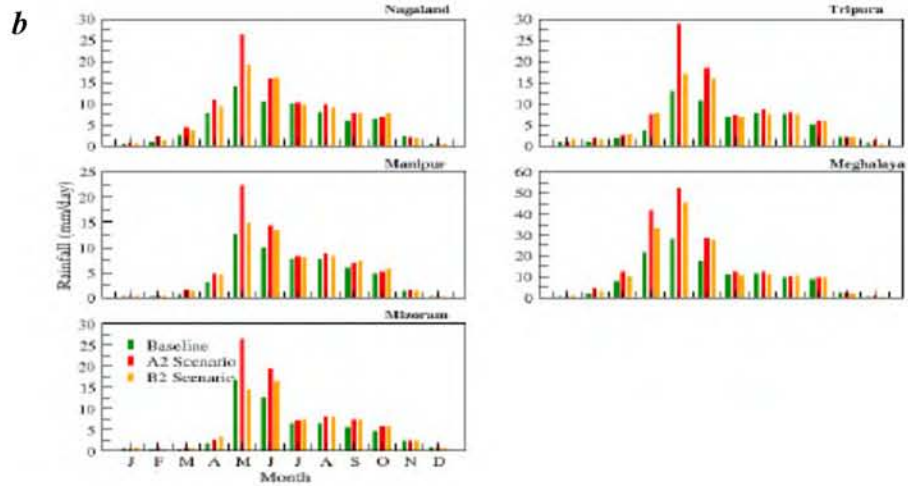 b
Nagaland
30
25
20
15
10
5
0
Tripura
30
25
20
15
10
5
0
Manipur
25
20
15
10
5
0
Meghalaya
60
50
40
30
20
10
0
Rainfall (mm/day)
Mizoram
30
25
20
15
10
5
0
Baseline
A2 Scenario
B2 Scenario
J F M A M J J A S O N D
Month